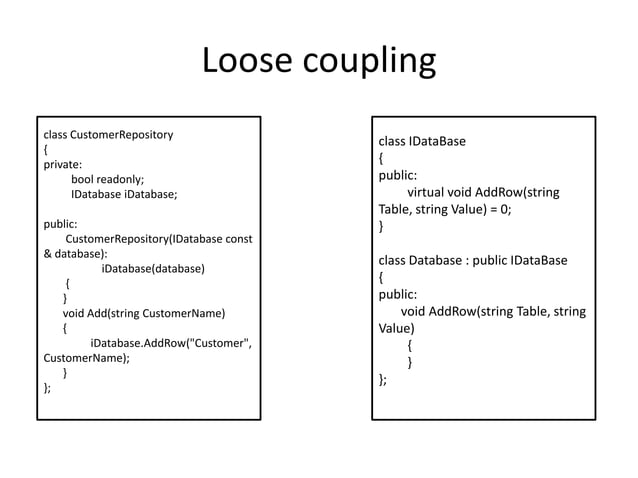 Loose coupling
class CustomerRepository
{
private:
bool readonly;
IDatabase iDatabase;
public:
CustomerRepository(IDatabase const
& database):
iDatabase(database)
{
}
void Add(string CustomerName)
{
iDatabase.AddRow("Customer",
CustomerName);
}
};
class IDataBase
{
public:
virtual void AddRow(string
Table, string Value) = 0;
}
class Database : public IDataBase
{
public:
void AddRow(string Table, string
Value)
{
}
};